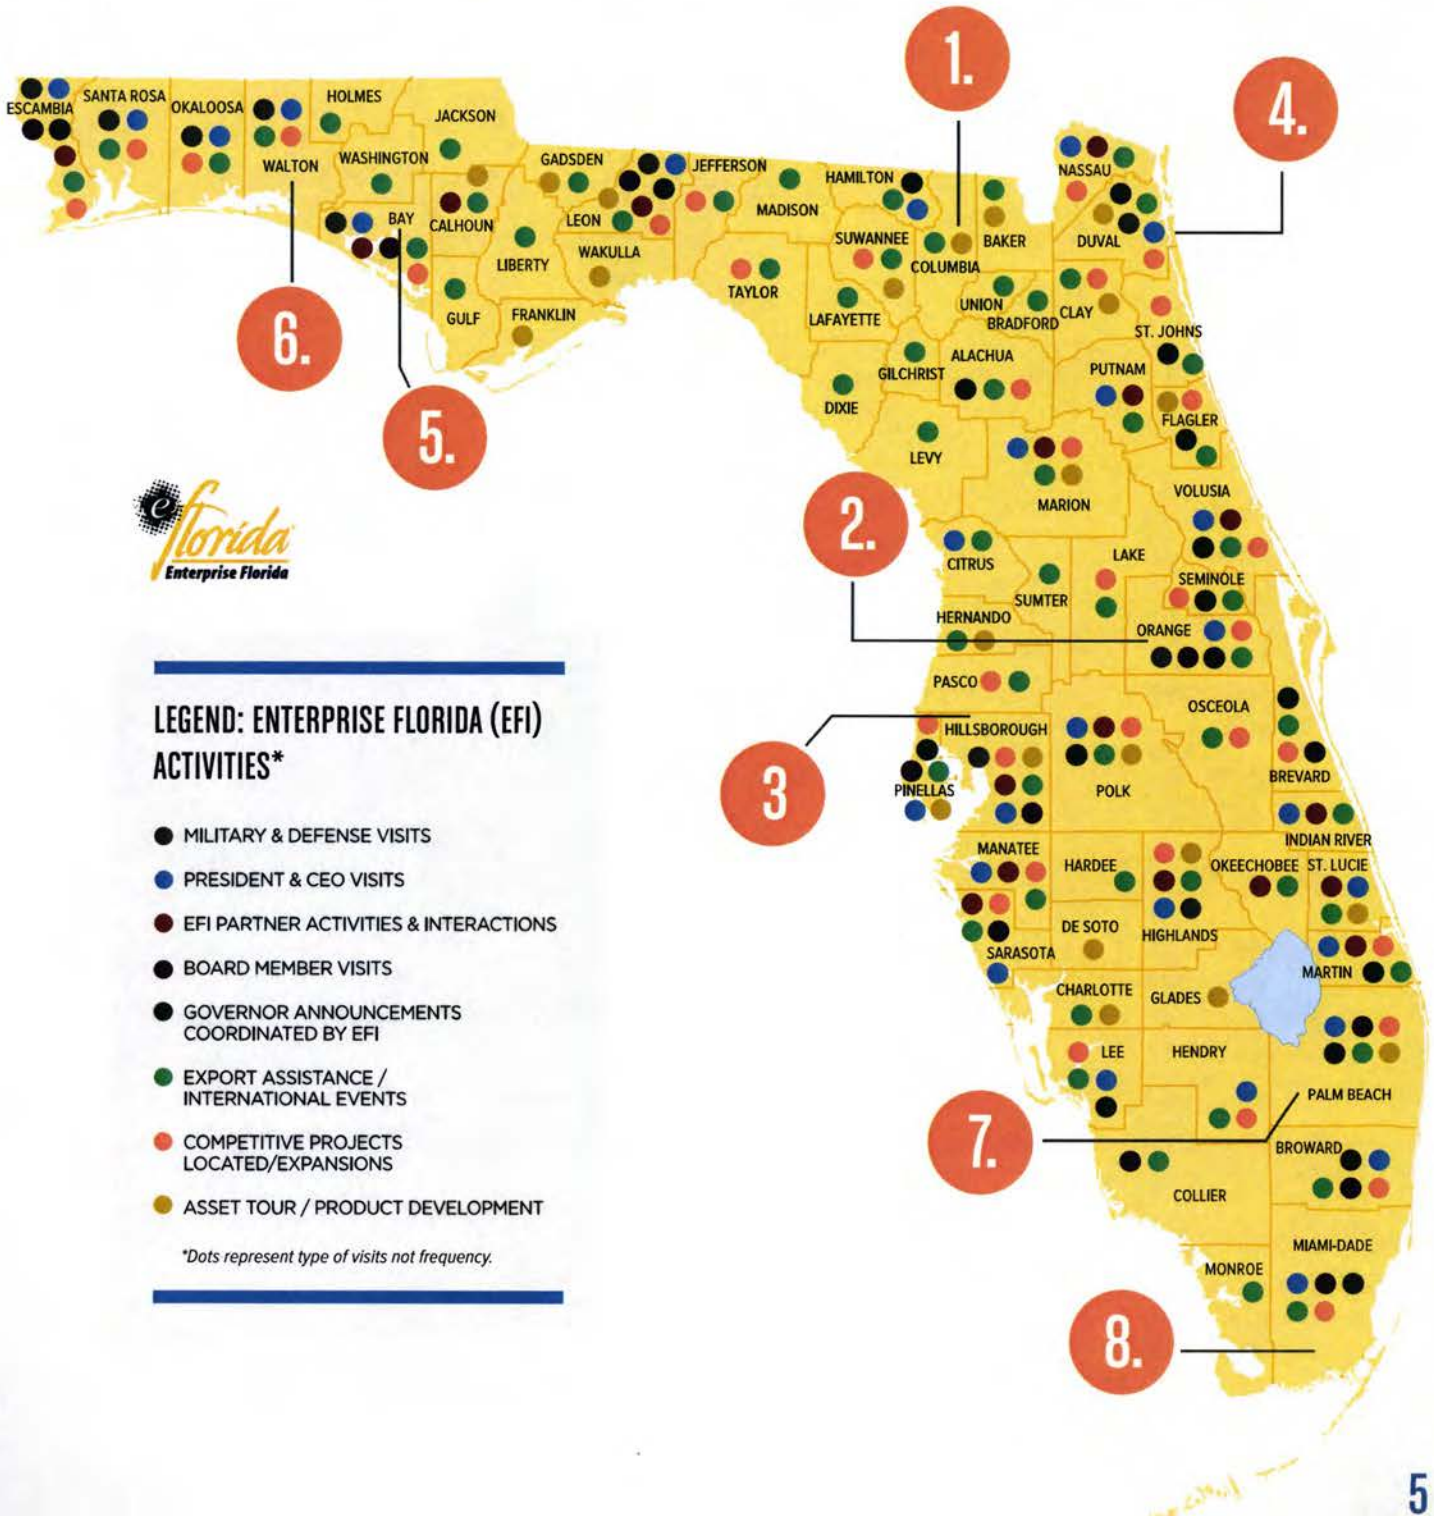 1.
4.
ESCAMBIA
SANTA ROSA
OKALOOSA
WALTON
HOLMES
JACKSON
WASHINGTON
BAY
CALHOUN
GADSDEN
LEON
LIBERTY
WAKULLA
GULF
FRANKLIN
JEFFERSON
MADISON
TAYLOR
HAMILTON
SUWANNEE
LAFAYETTE
COLUMBIA
BAKER
NASSAU
DUVAL
UNION
BRADFORD
CLAY
ST. JOHNS
6.
5.
GILCHRIST
ALACHUA
PUTNAM
DIXIE
FLAGLER
LEVY
MARION
VOLUSIA
2.
CITRUS
SUMTER
LAKE
SEMINOLE
HERNANDO
ORANGE
PASCO
OSCEOLA
3
HILLSBOROUGH
PINELLAS
POLK
BREVARD
INDIAN RIVER
MANATEE
HARDEE
OKEECHOBEE
ST. LUCIE
DE SOTO
HIGHLANDS
SARASOTA
MARTIN
CHARLOTTE
GLADES
LEE
HENDRY
PALM BEACH
7.
BROWARD
COLLIER
MIAMI-DADE
MONROE
8.
e
florida
Enterprise Florida
LEGEND: ENTERPRISE FLORIDA (EFI)
ACTIVITIES*
MILITARY & DEFENSE VISITS
PRESIDENT & CEO VISITS
EFI PARTNER ACTIVITIES & INTERACTIONS
BOARD MEMBER VISITS
GOVERNOR ANNOUNCEMENTS
COORDINATED BY EFI
EXPORT ASSISTANCE /
INTERNATIONAL EVENTS
COMPETITIVE PROJECTS
LOCATED/EXPANSIONS
ASSET TOUR / PRODUCT DEVELOPMENT
*Dots represent type of visits not frequency.
5